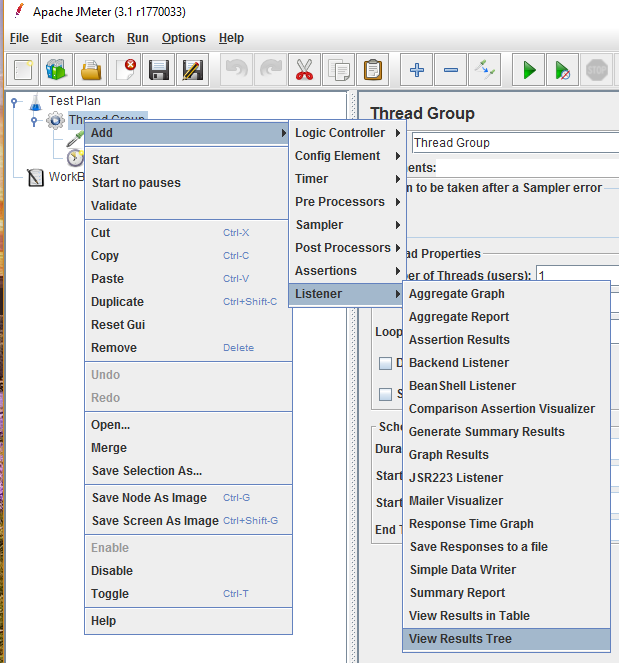 Apache JMeter (3.1 r1770033)
File Edit Search Run Options Help
STOP
Test Plan
Thread Group
WorkB
Thread Group
Thread Group
ents:
n to be taken after a Sampler error
ad Properties
er of Threads (users): 1
Loop
D
S
Sche
Dura
Start
Start
End T
Add
Start
Start no pauses
Validate
Cut Ctrl-X
Copy Ctrl-C
Paste Ctrl-V
Duplicate Ctrl+Shift-C
Reset Gui
Remove Delete
Undo
Redo
Open...
Merge
Save Selection As...
Save Node As Image Ctrl-G
Save Screen As Image Ctrl+Shift-G
Enable
Disable
Toggle Ctrl-T
Help
Logic Controller
Config Element
Timer
Pre Processors
Sampler
Post Processors
Assertions
Listener
Aggregate Graph
Aggregate Report
Assertion Results
Backend Listener
BeanShell Listener
Comparison Assertion Visualizer
Generate Summary Results
Graph Results
JSR223 Listener
Mailer Visualizer
Response Time Graph
Save Responses to a file
Simple Data Writer
Summary Report
View Results in Table
View Results Tree